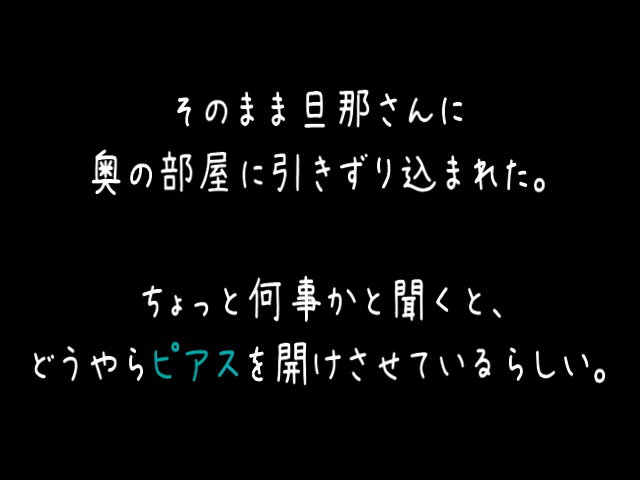 そのまま旦那さんに
奥の部屋に引きずり込まれた。
ちょっと何事かと聞くと、
どうやらピアスを開けさせているらしい。